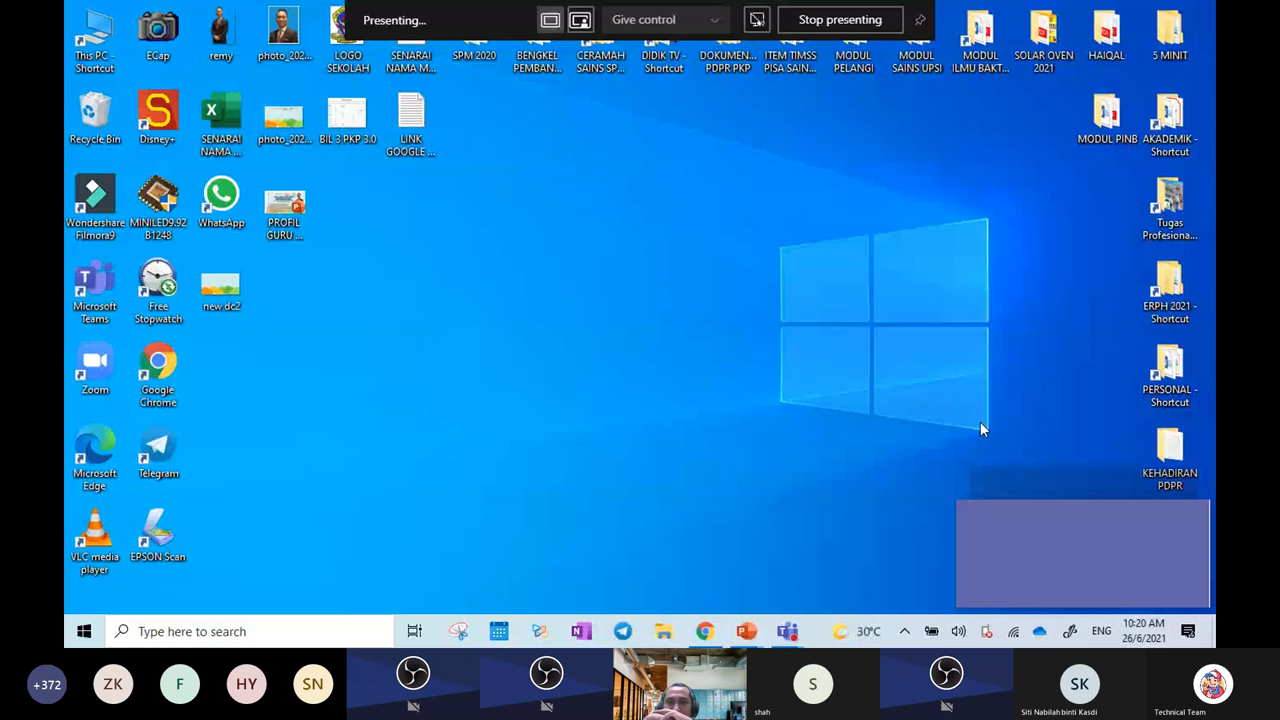 Presenting...
Give control
Stop presenting
This PC -
Shortcut
ECap
remy
photo_202...
LOGO
SEKOLAH
SENARAI
NAMA M...
SPM 2020
BENGKEL
PEMBAN...
CERAMAH
SAINS SP...
DIDIK TV -
Shortcut
DOKUMEN...
PDPR PKP
ITEM TIMSS
PISA SAIN...
MODUL
PELANGI
MODUL
SAINS UPSI
MODUL
ILMU BAKT...
SOLAR OVEN
2021
HAIQAL
5 MINIT
Recycle Bin
Disney+
SENARAI
NAMA ...
photo_202...
BIL 3 PKP 3.0
LINK
GOOGLE ...
MODUL PINB
AKADEMIK -
Shortcut
Wondershare
Filmora9
MINILED9.92
B1248
WhatsApp
PROFIL
GURU ...
Tugas
Profesiona...
Microsoft
Teams
Free
Stopwatch
new dc2
ERPH 2021 -
Shortcut
Zoom
Google
Chrome
PERSONAL -
Shortcut
Microsoft
Edge
Telegram
KEHADIRAN
PDPR
VLC media
player
EPSON Scan
Type here to search
30°C
ENG
10:20 AM
26/6/2021
+372
ZK
F
HY
SN
S
shah
SK
Siti Nabilah binti Kasdi
Technical Team